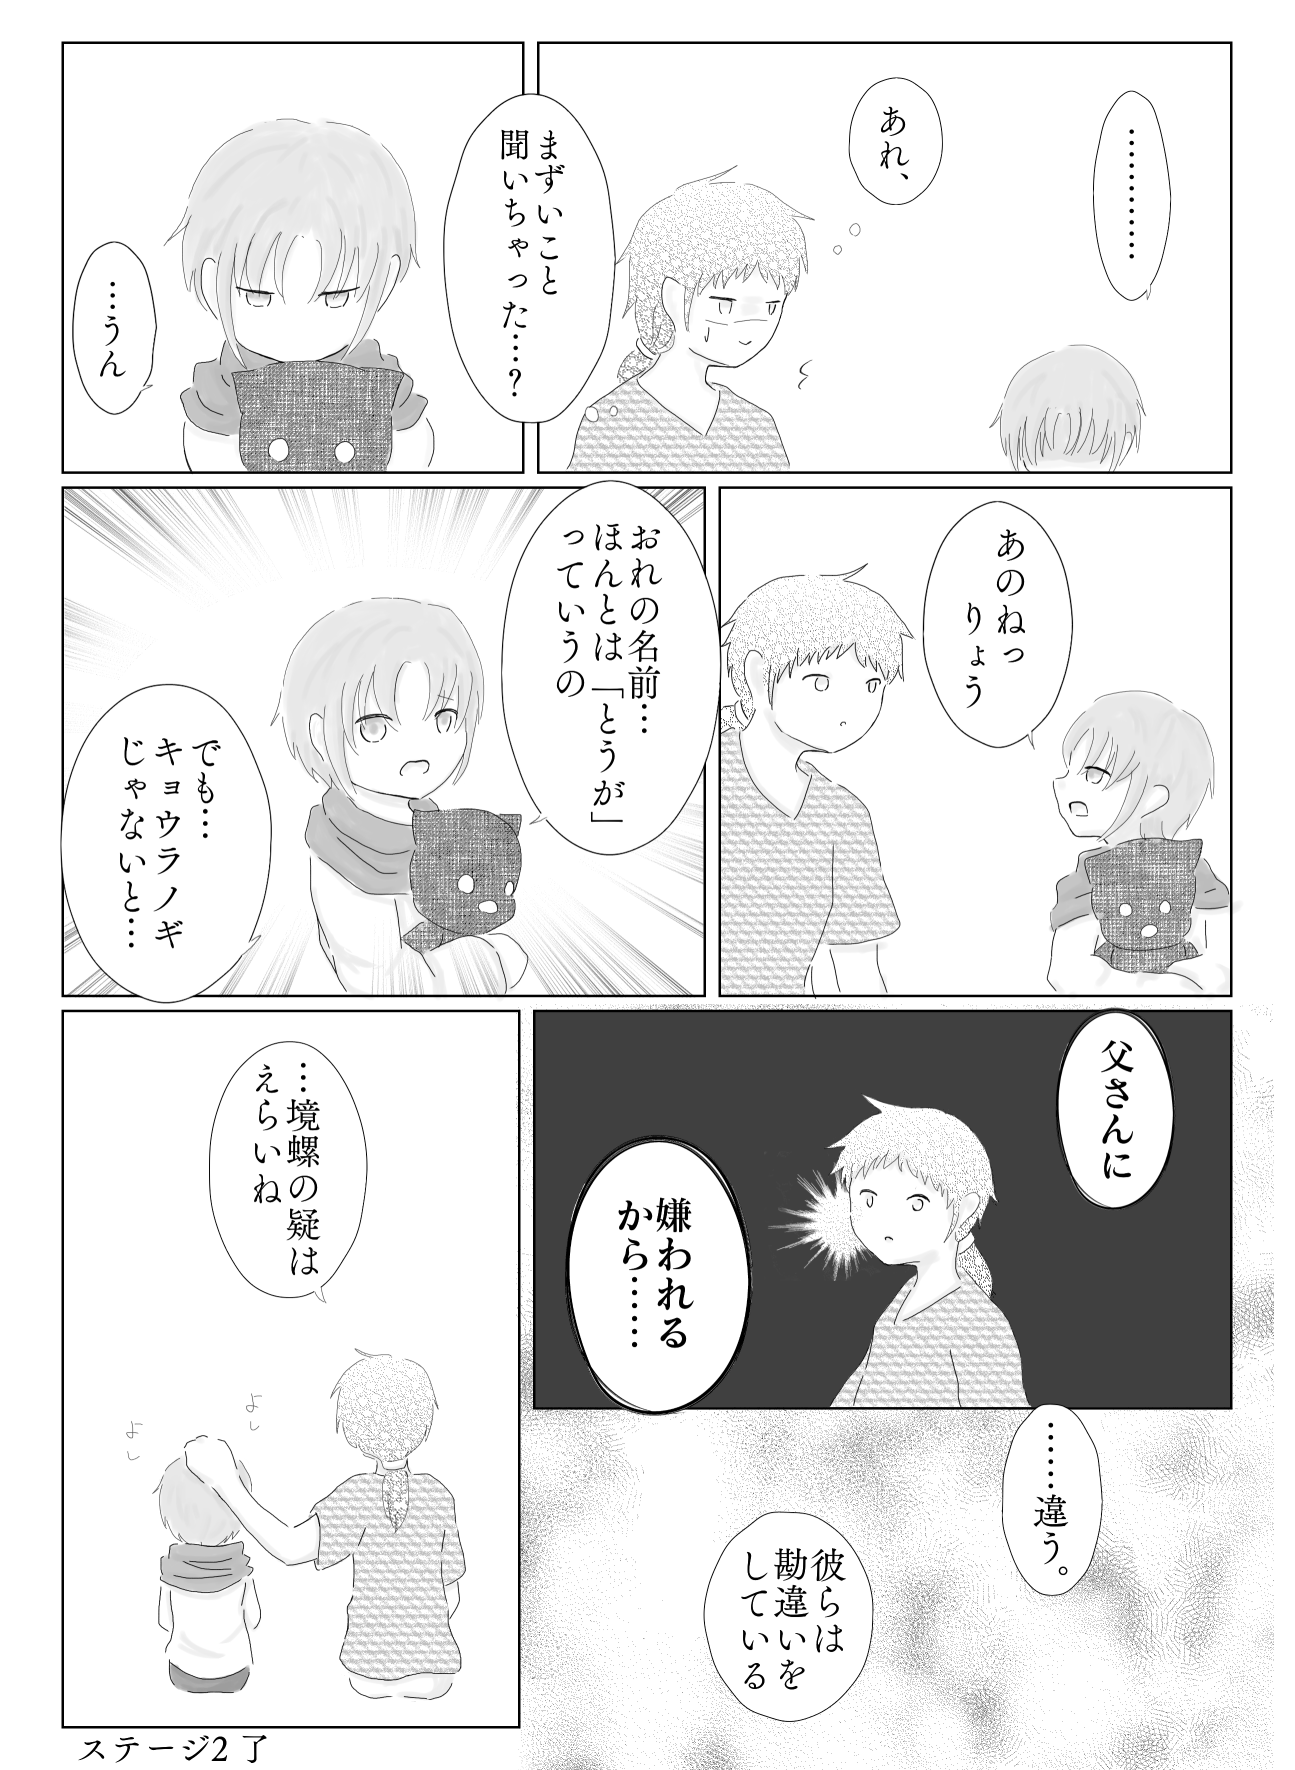 …………
あれ、
まずいこと
聞いちゃった…?
…うん
あのねっ
りょう
おれの名前…
ほんとは「とうが」
っていうの
でも…
キョウラノギ
じゃないと…
父さんに
嫌われる
から……
……違う。
彼らは
勘違いを
している
…境螺の疑は
えらいね
よし
よし
ステージ2 了